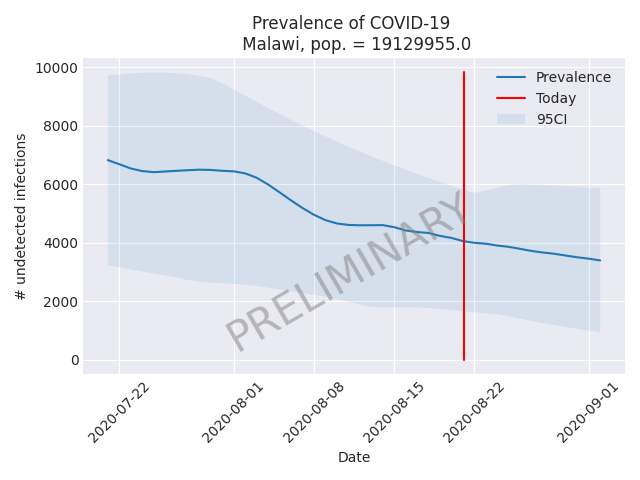 Prevalence of COVID-19
Malawi, pop. = 19129955.0
10000
8000
6000
4000
2000
0
# undetected infections
Prevalence
Today
95CI
PRELIMINARY
2020-07-22
2020-08-01
2020-08-08
2020-08-15
2020-08-22
2020-09-01
Date